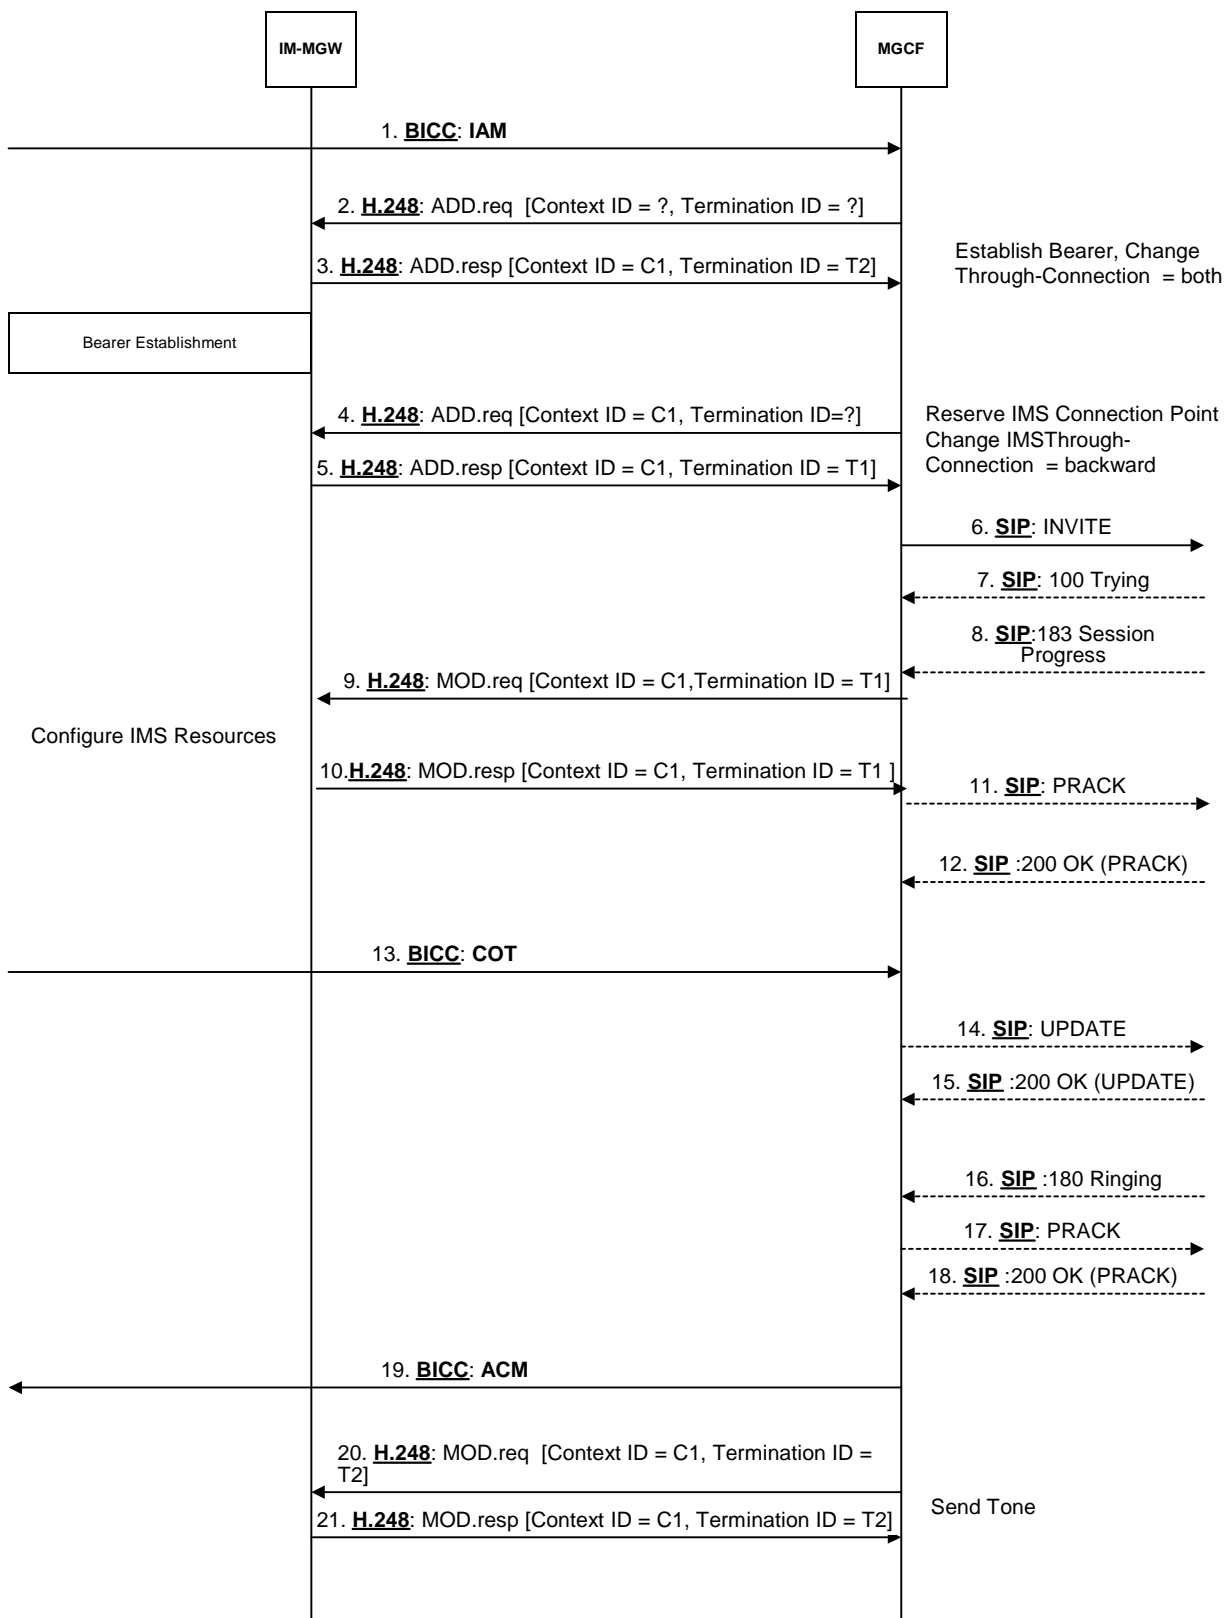 IM-MGW
MGCF
1. BICC: IAM
2. H.248: ADD.req [Context ID = ?, Termination ID = ?]
3. H.248: ADD.resp [Context ID = C1, Termination ID = T2]
Establish Bearer, Change
Through-Connection = both
Bearer Establishment
4. H.248: ADD.req [Context ID = C1, Termination ID=?]
5. H.248: ADD.resp [Context ID = C1, Termination ID = T1]
Reserve IMS Connection Point
Change IMSThrough-
Connection = backward
6. SIP: INVITE
7. SIP: 100 Trying
8. SIP:183 Session
Progress
9. H.248: MOD.req [Context ID = C1,Termination ID = T1]
Configure IMS Resources
10.H.248: MOD.resp [Context ID = C1, Termination ID = T1 ]
11. SIP: PRACK
12. SIP :200 OK (PRACK)
13. BICC: COT
14. SIP: UPDATE
15. SIP :200 OK (UPDATE)
16. SIP :180 Ringing
17. SIP: PRACK
18. SIP :200 OK (PRACK)
19. BICC: ACM
20. H.248: MOD.req [Context ID = C1, Termination ID =
T2]
21. H.248: MOD.resp [Context ID = C1, Termination ID = T2]
Send Tone